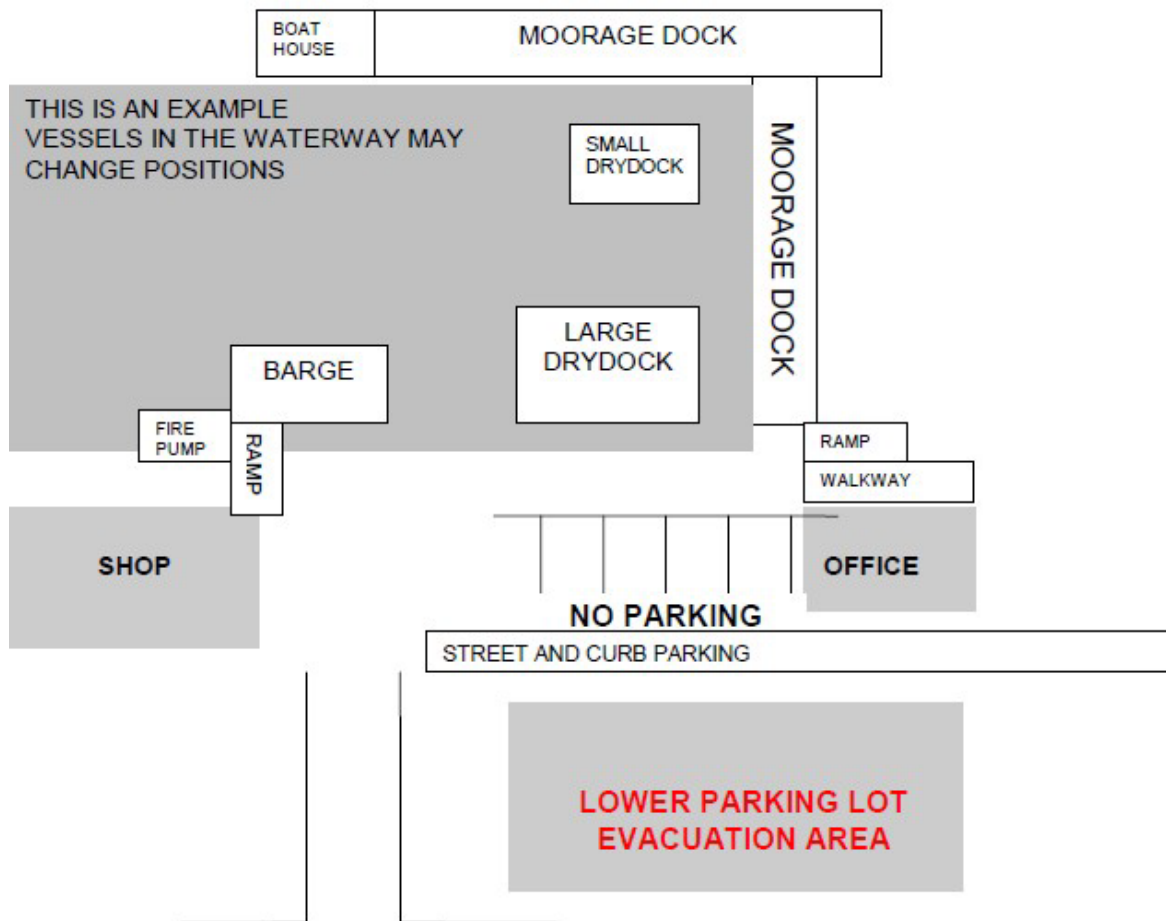 BOAT
HOUSE
MOORAGE DOCK
THIS IS AN EXAMPLE
VESSELS IN THE WATERWAY MAY
CHANGE POSITIONS
SMALL
DRYDOCK
MOORAGE DOCK
LARGE
DRYDOCK
BARGE
FIRE
PUMP
RAMP
RAMP
WALKWAY
SHOP
OFFICE
NO PARKING
STREET AND CURB PARKING
LOWER PARKING LOT
EVACUATION AREA